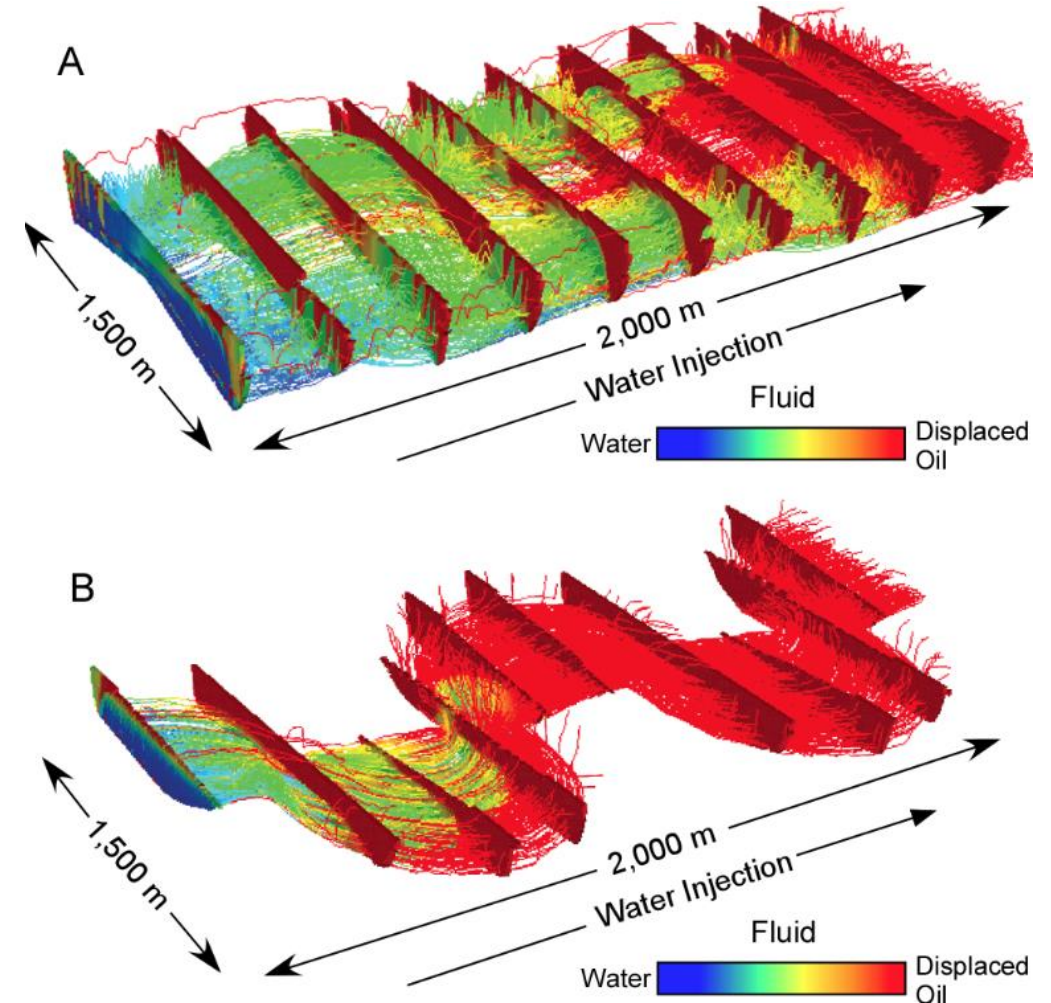 A
1,500 m
2,000 m
Water Injection
Fluid
Water
Displaced
Oil
B
1,500 m
2,000 m
Water Injection
Fluid
Water
Displaced
Oil